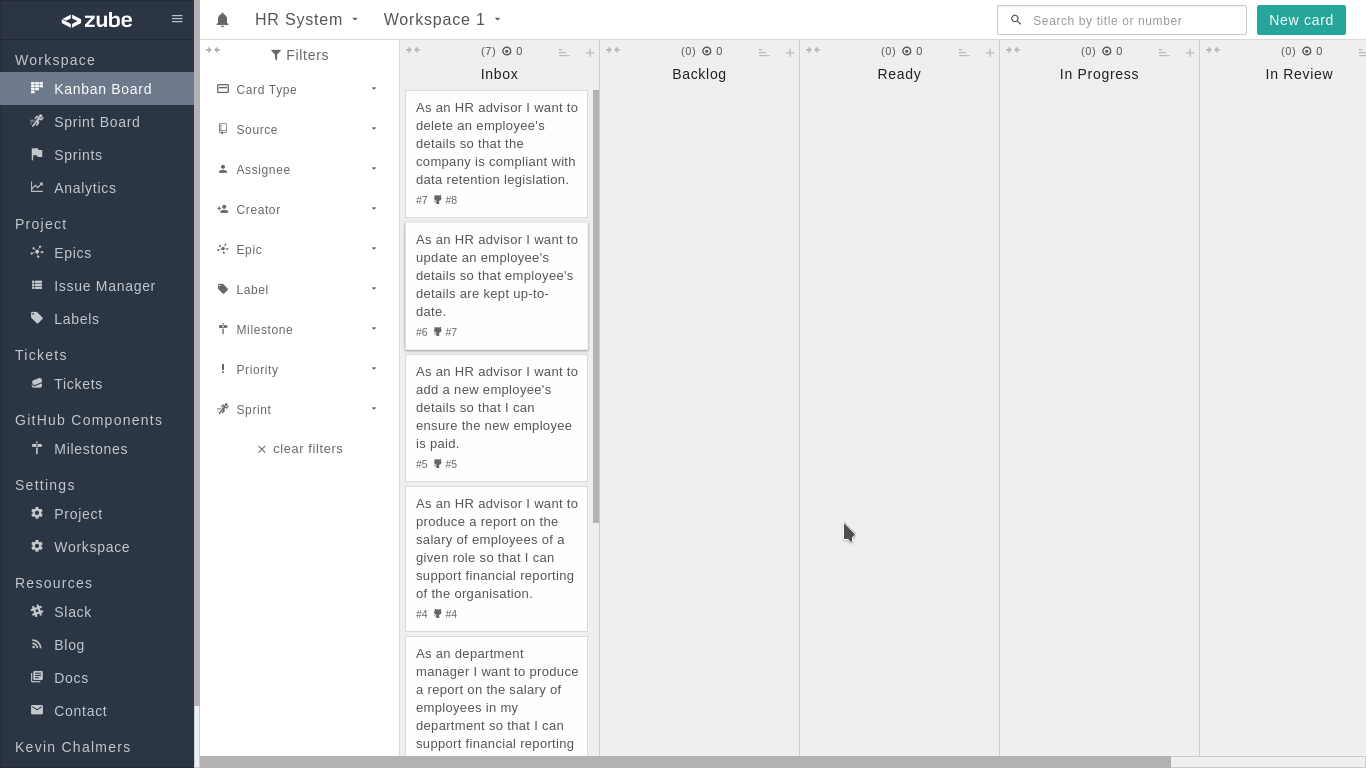 zube
Workspace
Kanban Board
Sprint Board
Sprints
Analytics
Project
Epics
Issue Manager
Labels
Tickets
Tickets
GitHub Components
Milestones
Settings
Project
Workspace
Resources
Slack
Blog
Docs
Contact
Kevin Chalmers
HR System
Workspace 1
Search by title or number
New card
Filters
Card Type
Source
Assignee
Creator
Epic
Label
Milestone
Priority
Sprint
clear filters
(7) 0
Inbox
As an HR advisor I want to
delete an employee's
details so that the
company is compliant with
data retention legislation.
#7 #8
As an HR advisor I want to
update an employee's
details so that employee's
details are kept up-to-
date.
#6 #7
As an HR advisor I want to
add a new employee's
details so that I can
ensure the new employee
is paid.
#5 #5
As an HR advisor I want to
produce a report on the
salary of employees of a
given role so that I can
support financial reporting
of the organisation.
#4 #4
As an department
manager I want to produce
a report on the salary of
employees in my
department so that I can
support financial reporting
(0) 0
Backlog
(0) 0
Ready
(0) 0
In Progress
(0) 0
In Review